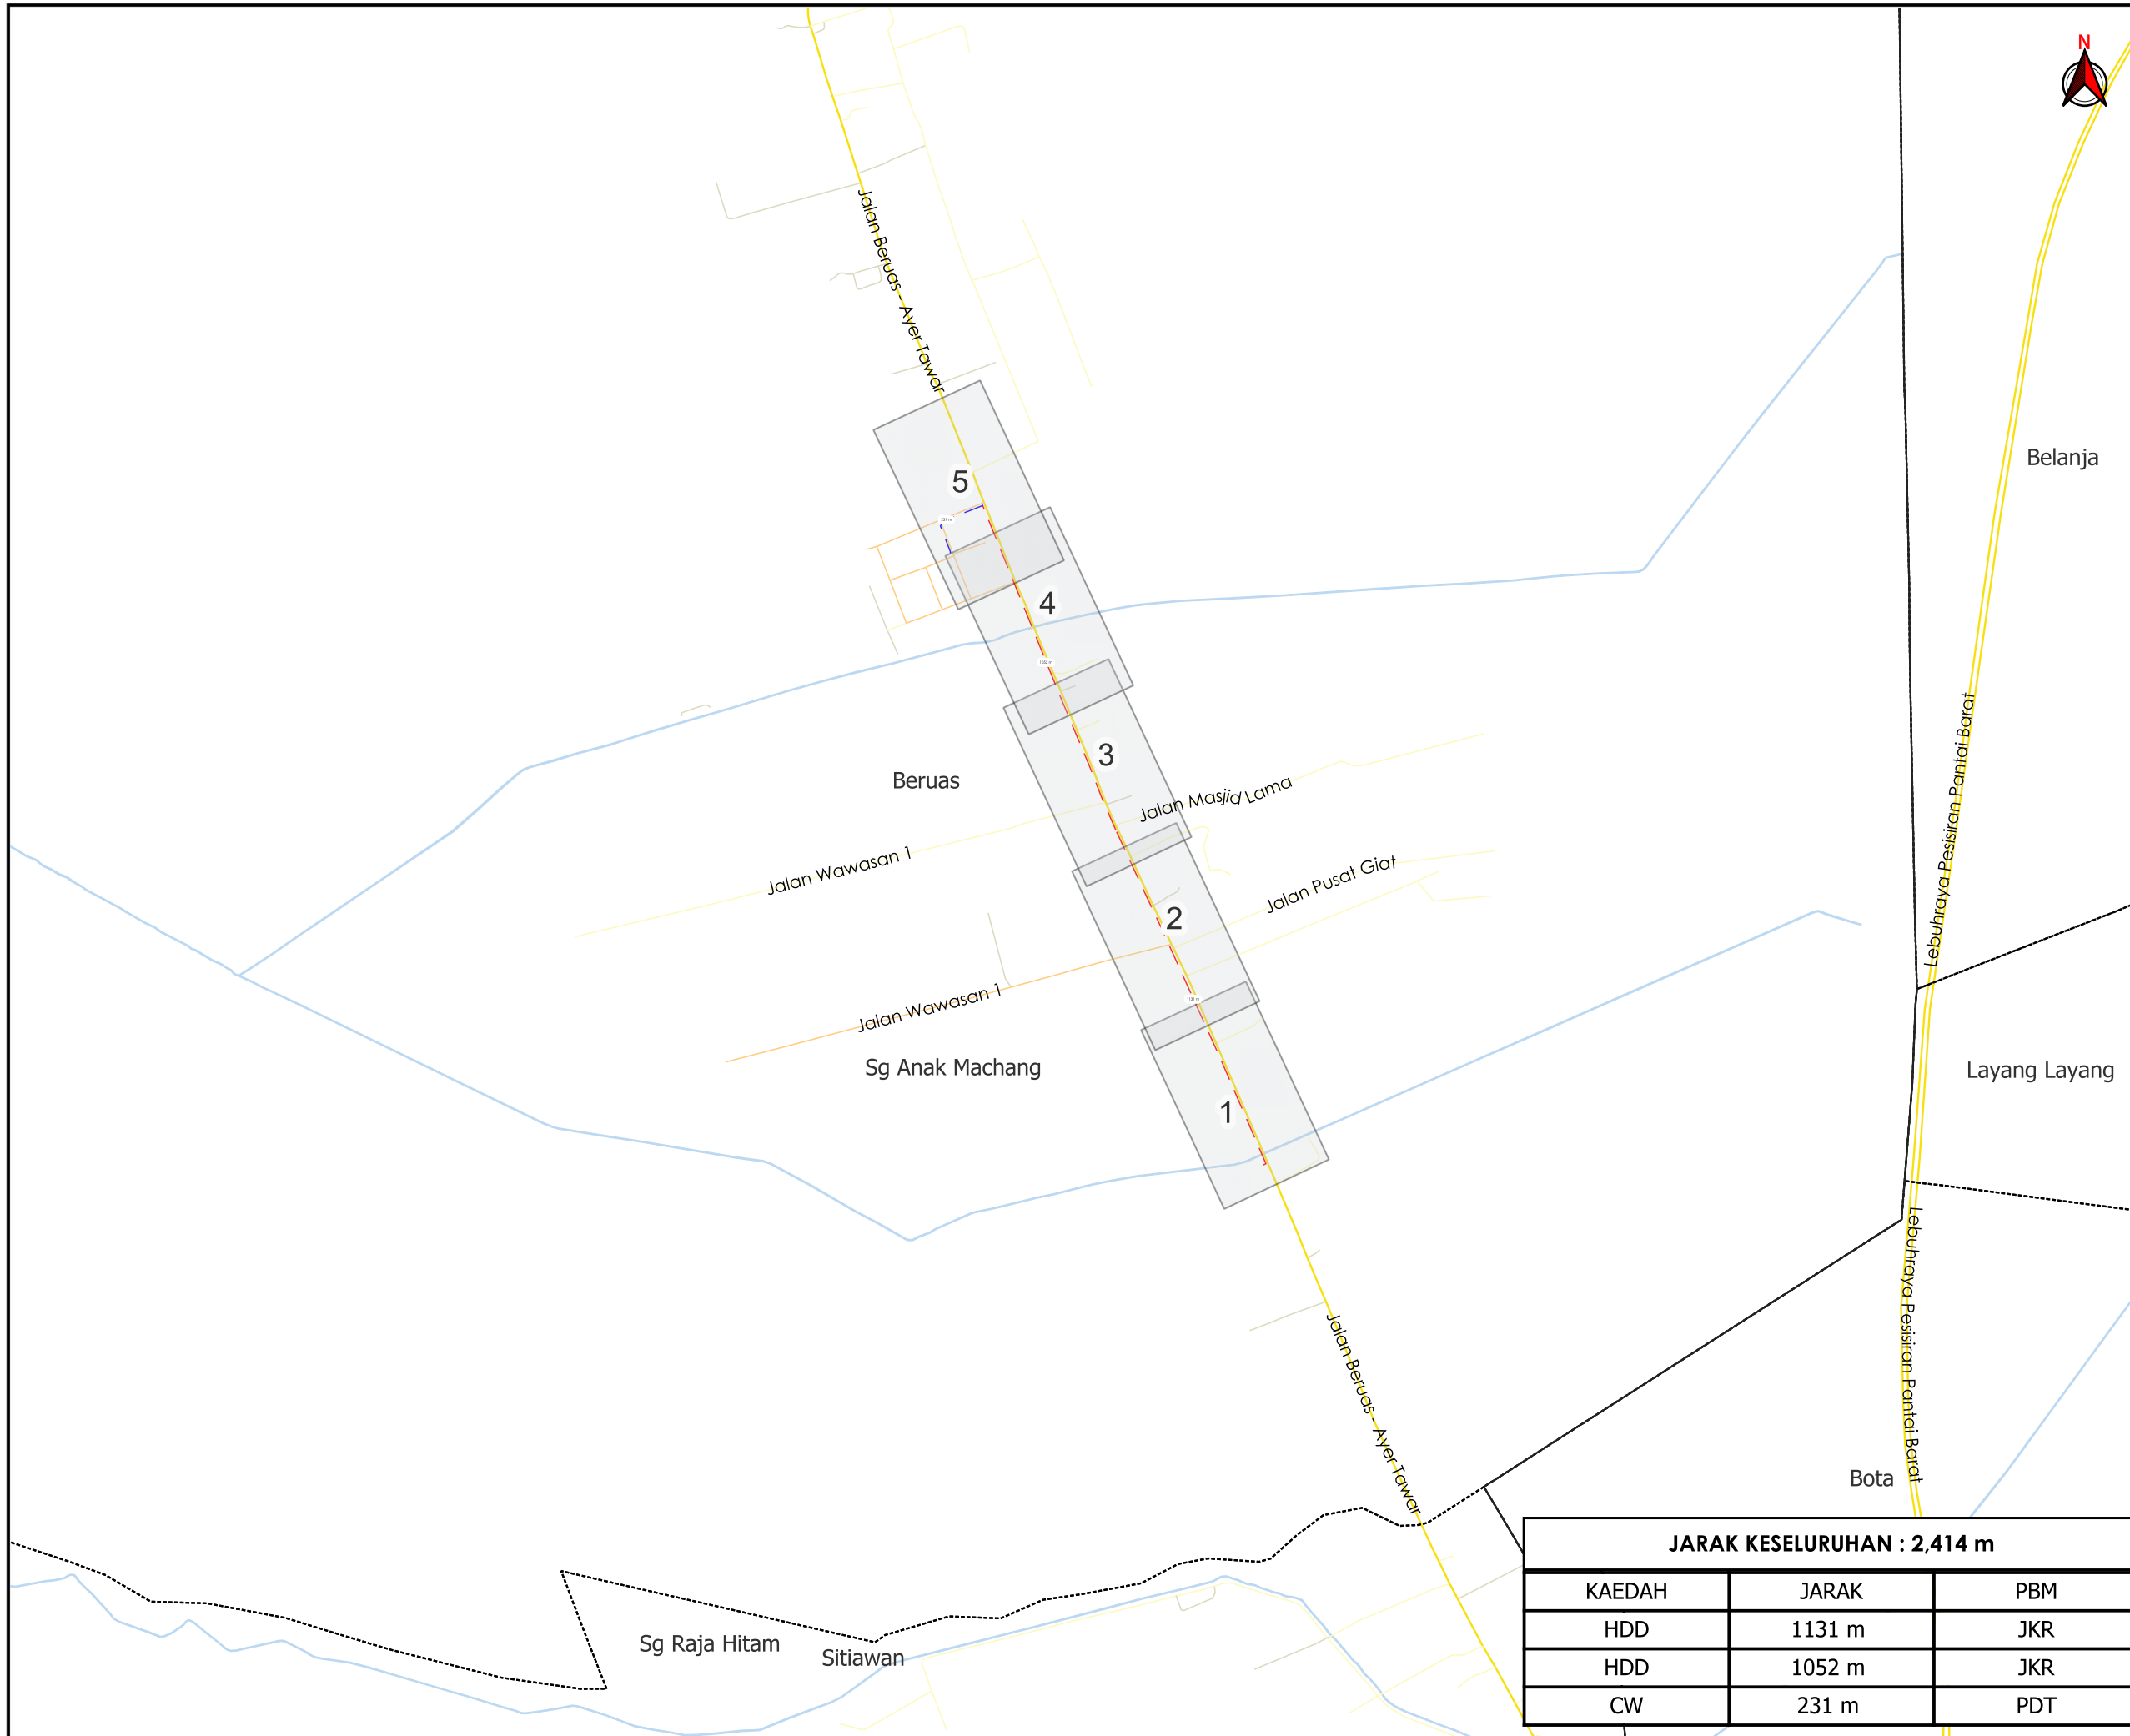 N
Jalan Beruas - Ayer Tawar
Belanja
5
231 m
4
1052 m
Lebuhraya Pesisiran Pantai Barat
3
Beruas
Jalan Masjid Lama
Jalan Wawasan 1
Jalan Pusat Giat
2
Jalan Wawasan 1
1131 m
Sg Anak Machang
Layang Layang
1
Lebuhraya Pesisiran Pantai Barat
Jalan Beruas - Ayer Tawar
Bota
JARAK KESELURUHAN : 2,414 m
KAEDAH JARAK PBM
HDD 1131 m JKR
HDD 1052 m JKR
CW 231 m PDT
Sg Raja Hitam
Sitiawan